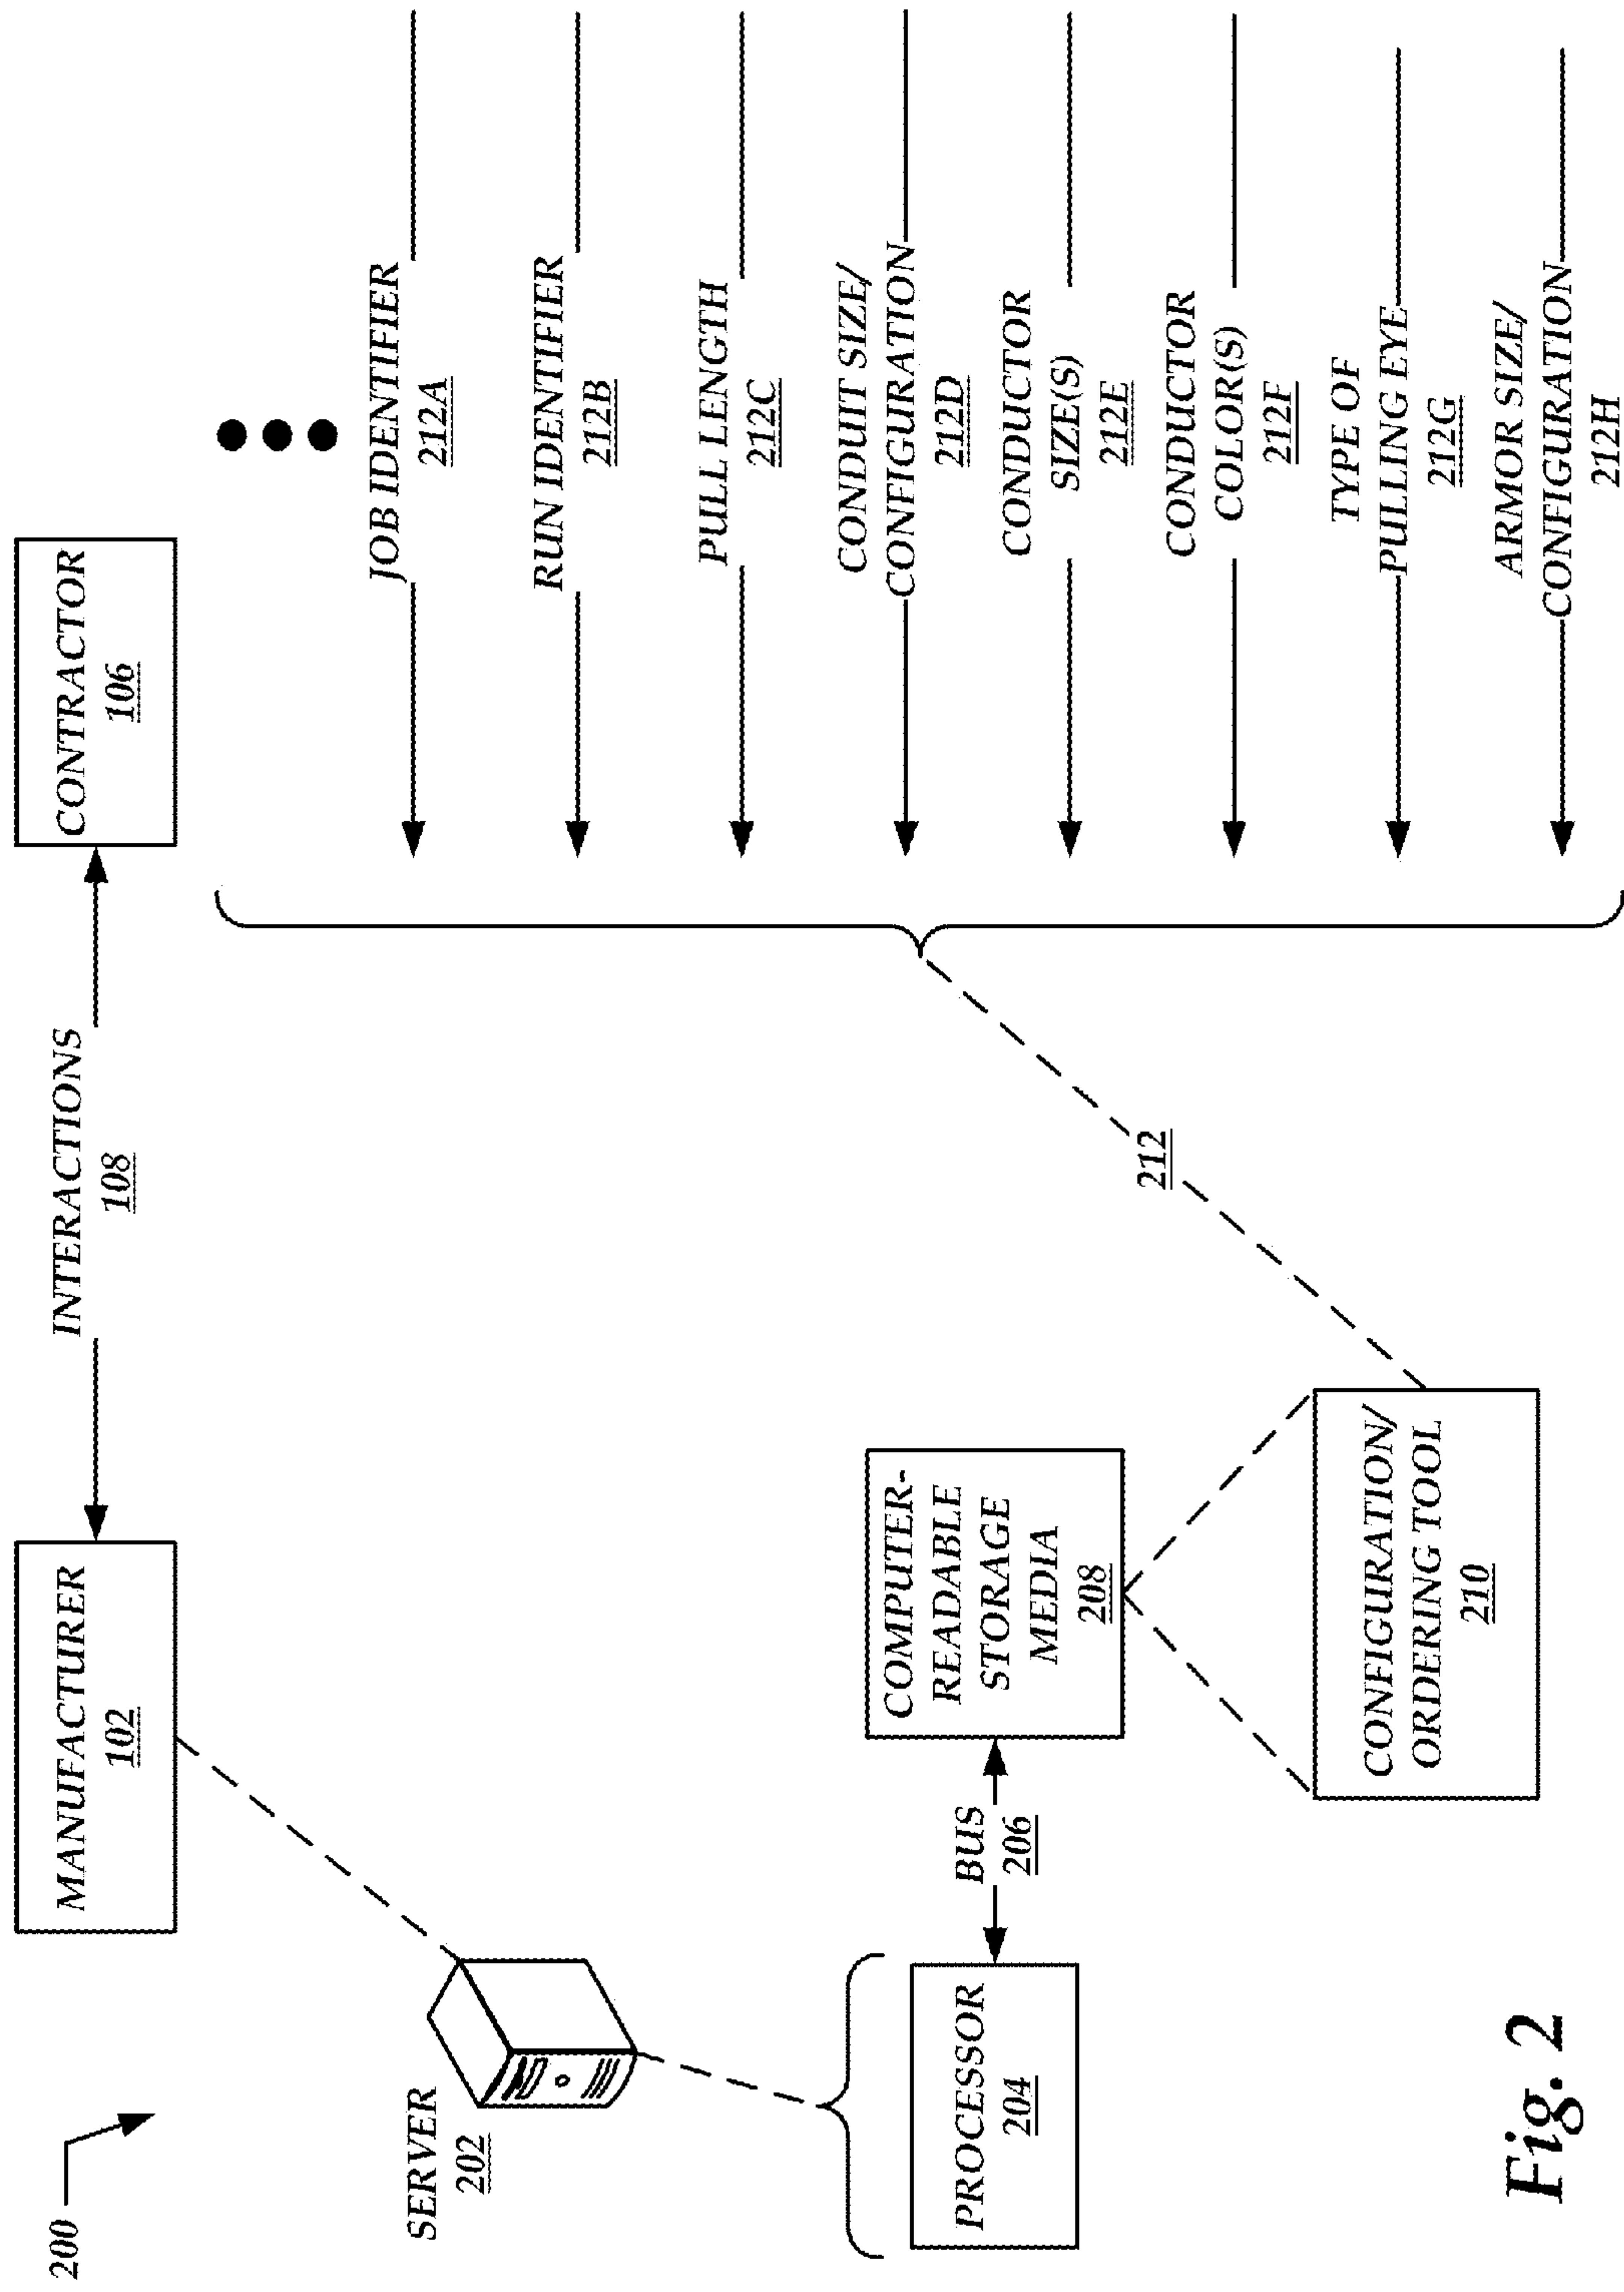 200
MANUFACTURER
102
INTERACTIONS
108
CONTRACTOR
106
SERVER
202
PROCESSOR
204
BUS
206
COMPUTER-
READABLE
STORAGE
MEDIA
208
CONFIGURATION/
ORDERING TOOL
210
212
JOB IDENTIFIER
212A
RUN IDENTIFIER
212B
PULL LENGTH
212C
CONDUIT SIZE/
CONFIGURATION
212D
CONDUCTOR
SIZE(S)
212E
CONDUCTOR
COLOR(S)
212F
TYPE OF
PULLING EYE
212G
ARMOR SIZE/
CONFIGURATION
212H
Fig. 2